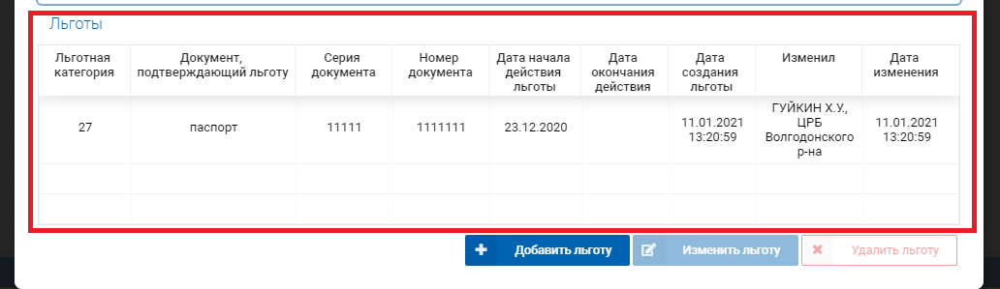 Льготы
Льготная категория
Документ, подтверждающий льготу
Серия документа
Номер документа
Дата начала действия льготы
Дата окончания действия
Дата создания льготы
Изменил
Дата изменения
27
паспорт
11111
1111111
23.12.2020
11.01.2021 13:20:59
ГУЙКИН Х.У., ЦРБ Волгодонского р-на
11.01.2021 13:20:59
Добавить льготу
Изменить льготу
Удалить льготу